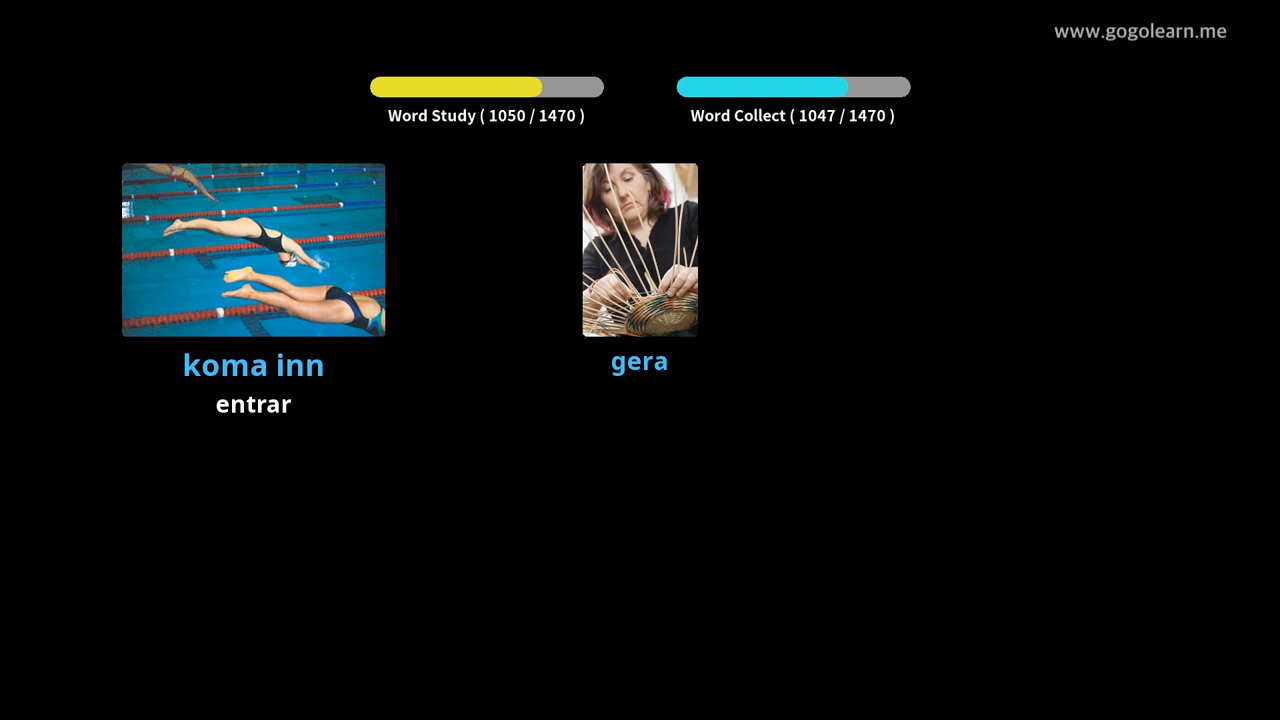 www.gogolearn.me
Word Study ( 1050 / 1470 )
Word Collect ( 1047 / 1470 )
koma inn
entrar
gera